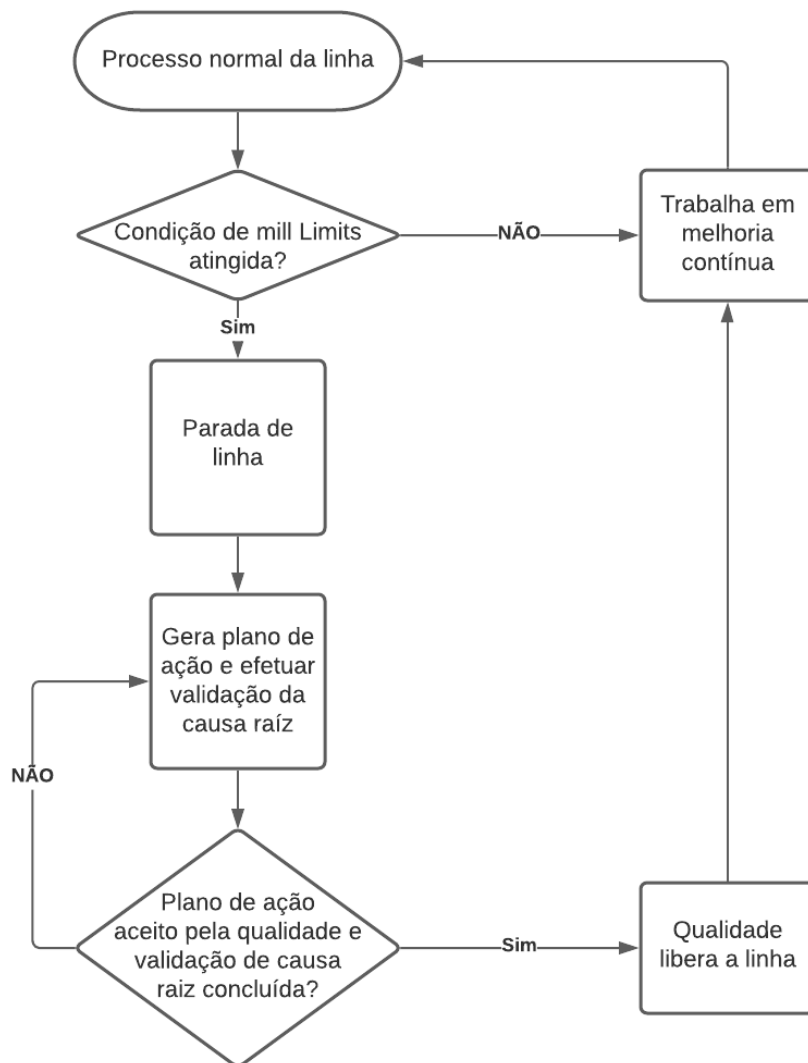 Processo normal da linha
Condição de mill Limits
atingida?
NÃO
Trabalha em
melhoria
contínua
Sim
Parada de
linha
Gera plano de
ação e efetuar
validação da
causa raíz
NÃO
Plano de ação
aceito pela qualidade e
validação de causa
raiz concluída?
Sim
Qualidade
libera a linha